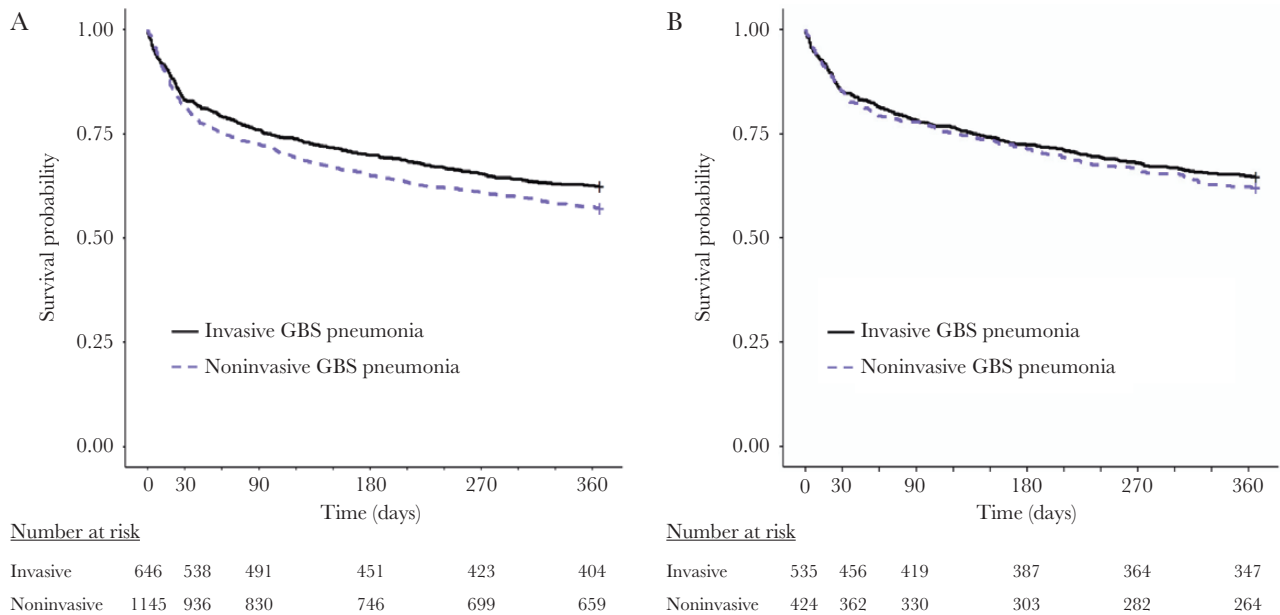 A
1.00
0.75
0.50
0.25
0.00
Survival probability
Invasive GBS pneumonia
Noninvasive GBS pneumonia
0 30 90 180 270 360
Time (days)
Number at risk
Invasive 646 538 491 451 423 404
Noninvasive 1145 936 830 746 699 659
B
1.00
0.75
0.50
0.25
0.00
Survival probability
Invasive GBS pneumonia
Noninvasive GBS pneumonia
0 30 90 180 270 360
Time (days)
Number at risk
Invasive 535 456 419 387 364 347
Noninvasive 424 362 330 303 282 264